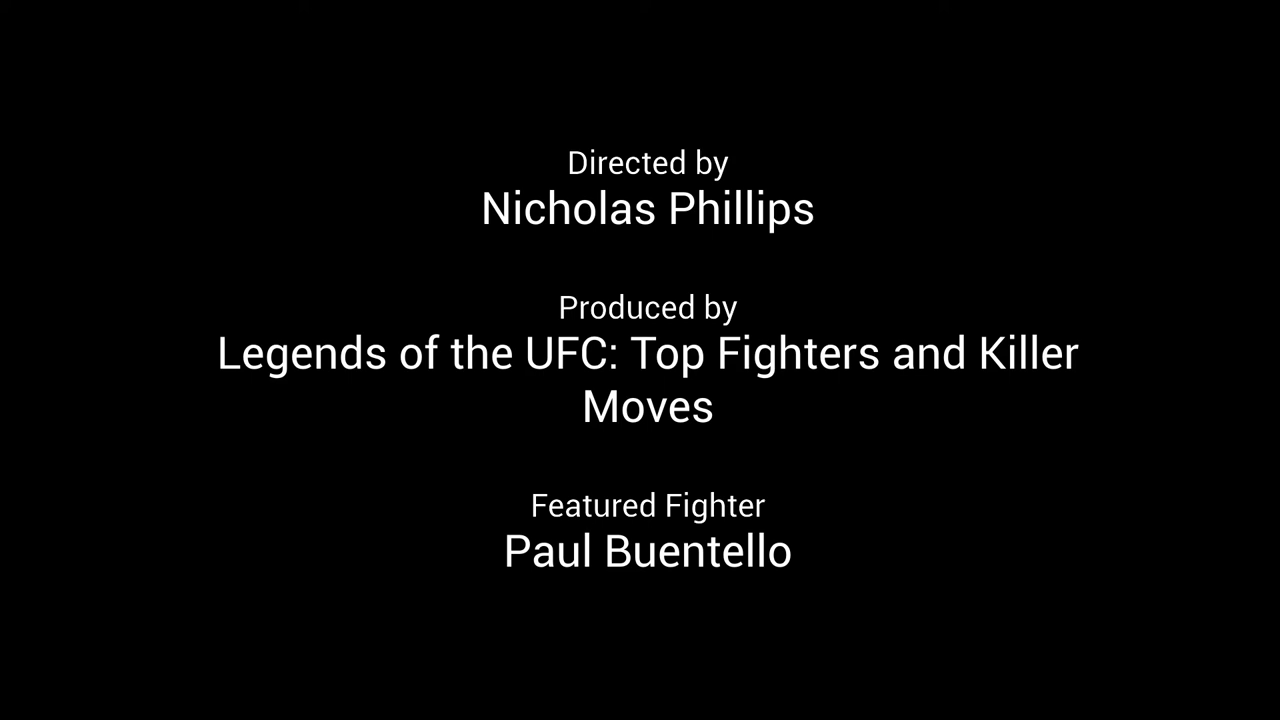 Directed by
Nicholas Phillips
Produced by
Legends of the UFC: Top Fighters and Killer
Moves
Featured Fighter
Paul Buentello